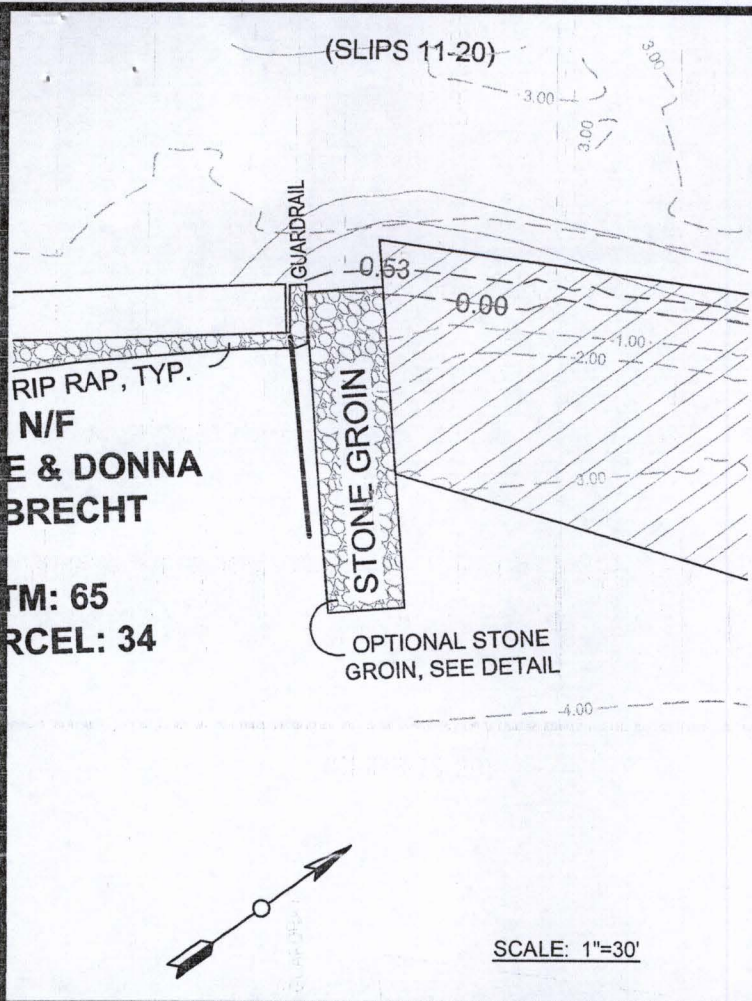 (SLIPS 11-20)
3.00
3.00
3.00
GUARDRAIL
0.53
0.00
-1.00
-2.00
RIP RAP, TYP.
N/F
E & DONNA
BRECHT
STONE GROIN
-3.00
TM: 65
RCEL: 34
OPTIONAL STONE
GROIN, SEE DETAIL
-4.00
SCALE: 1"=30'